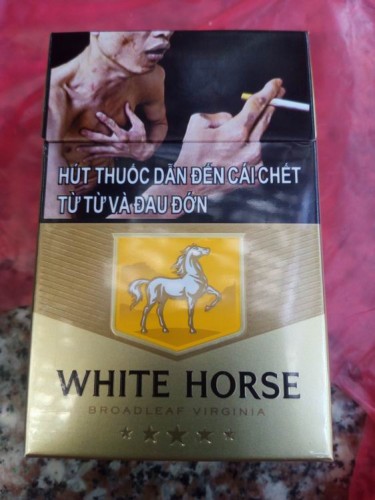 HÚT THUỐC DẪN ĐẾN CÁI CHẾT
TỪ TỪ VÀ ĐAU ĐỚN
WHITE HORSE
BROADLEAF VIRGINIA